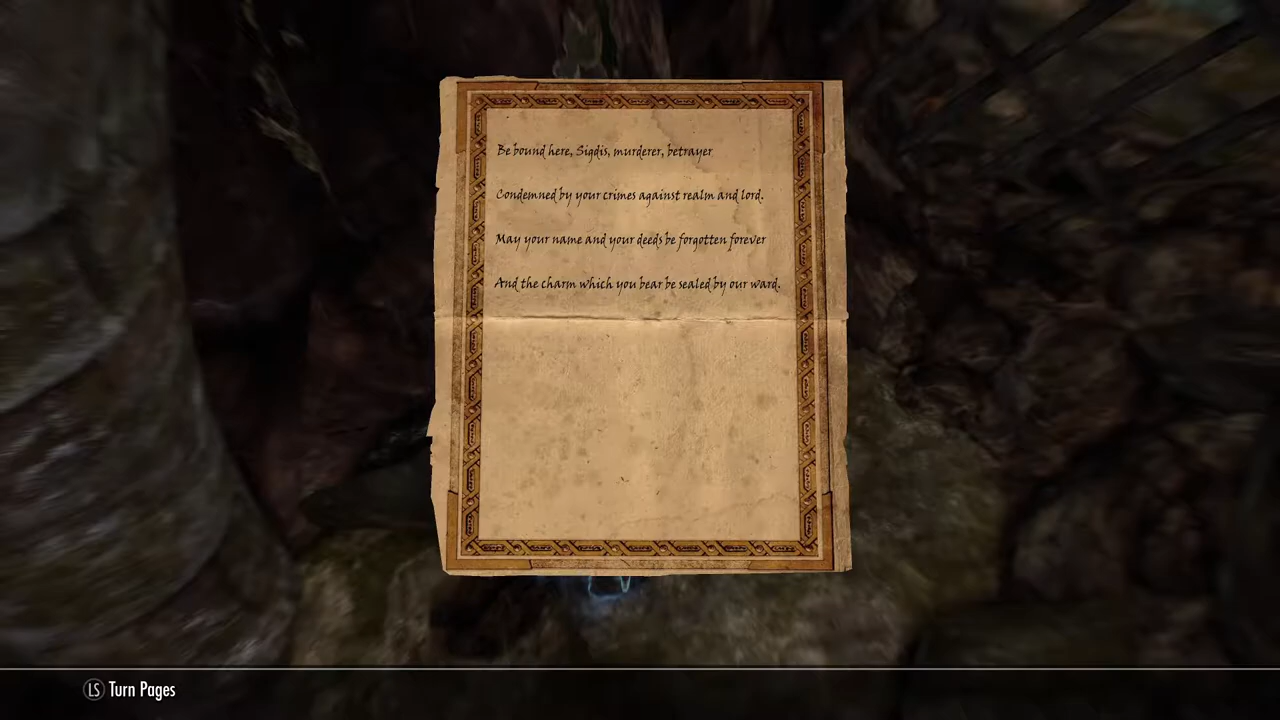 Be bound here, Sigdis, murderer, betrayer
Condemned by your crimes against realm and lord.
May your name and your deeds be forgotten forever
And the charm which you bear be sealed by our ward.
LS Turn Pages